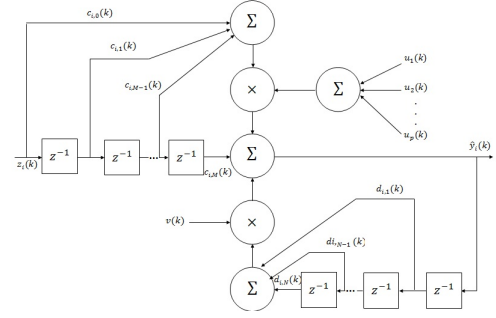 c_{i,0}(k)
Σ
c_{i,1}(k)
c_{i,M−1}(k)
×
Σ
u_1(k)
u_2(k)
.
.
.
u_p(k)
z_i(k)
z^{-1}
z^{-1}
...
z^{-1}
c_{i,M}(k)
Σ
ŷ_i(k)
v(k)
×
d_{i,1}(k)
di,_{N−1}(k)
d_{i,N}(k)
Σ
z^{-1}
...
z^{-1}
z^{-1}